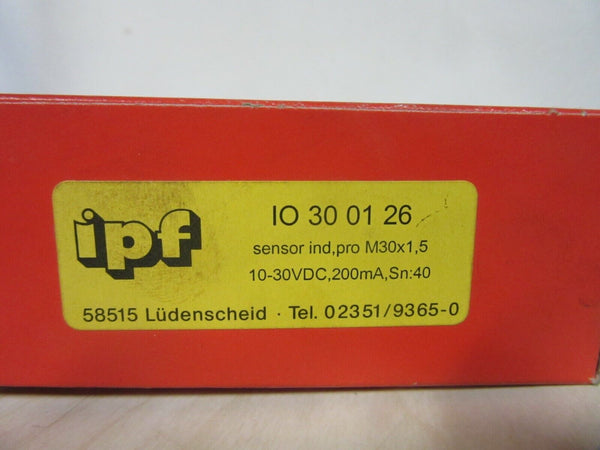 ipf
IO 30 01 26
sensor ind,pro M30x1,5
10-30VDC,200mA,Sn:40
58515 Lüdenscheid · Tel. 02351/9365-0